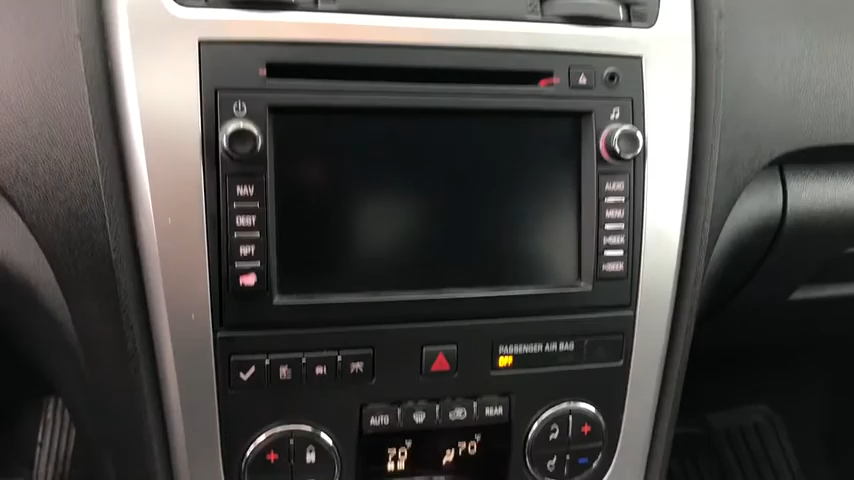 NAV
DEST
RPT
AUDIO
MENU
SEEK
SEEK
PASSENGER AIR BAG
OFF
AUTO
REAR
70° 70°